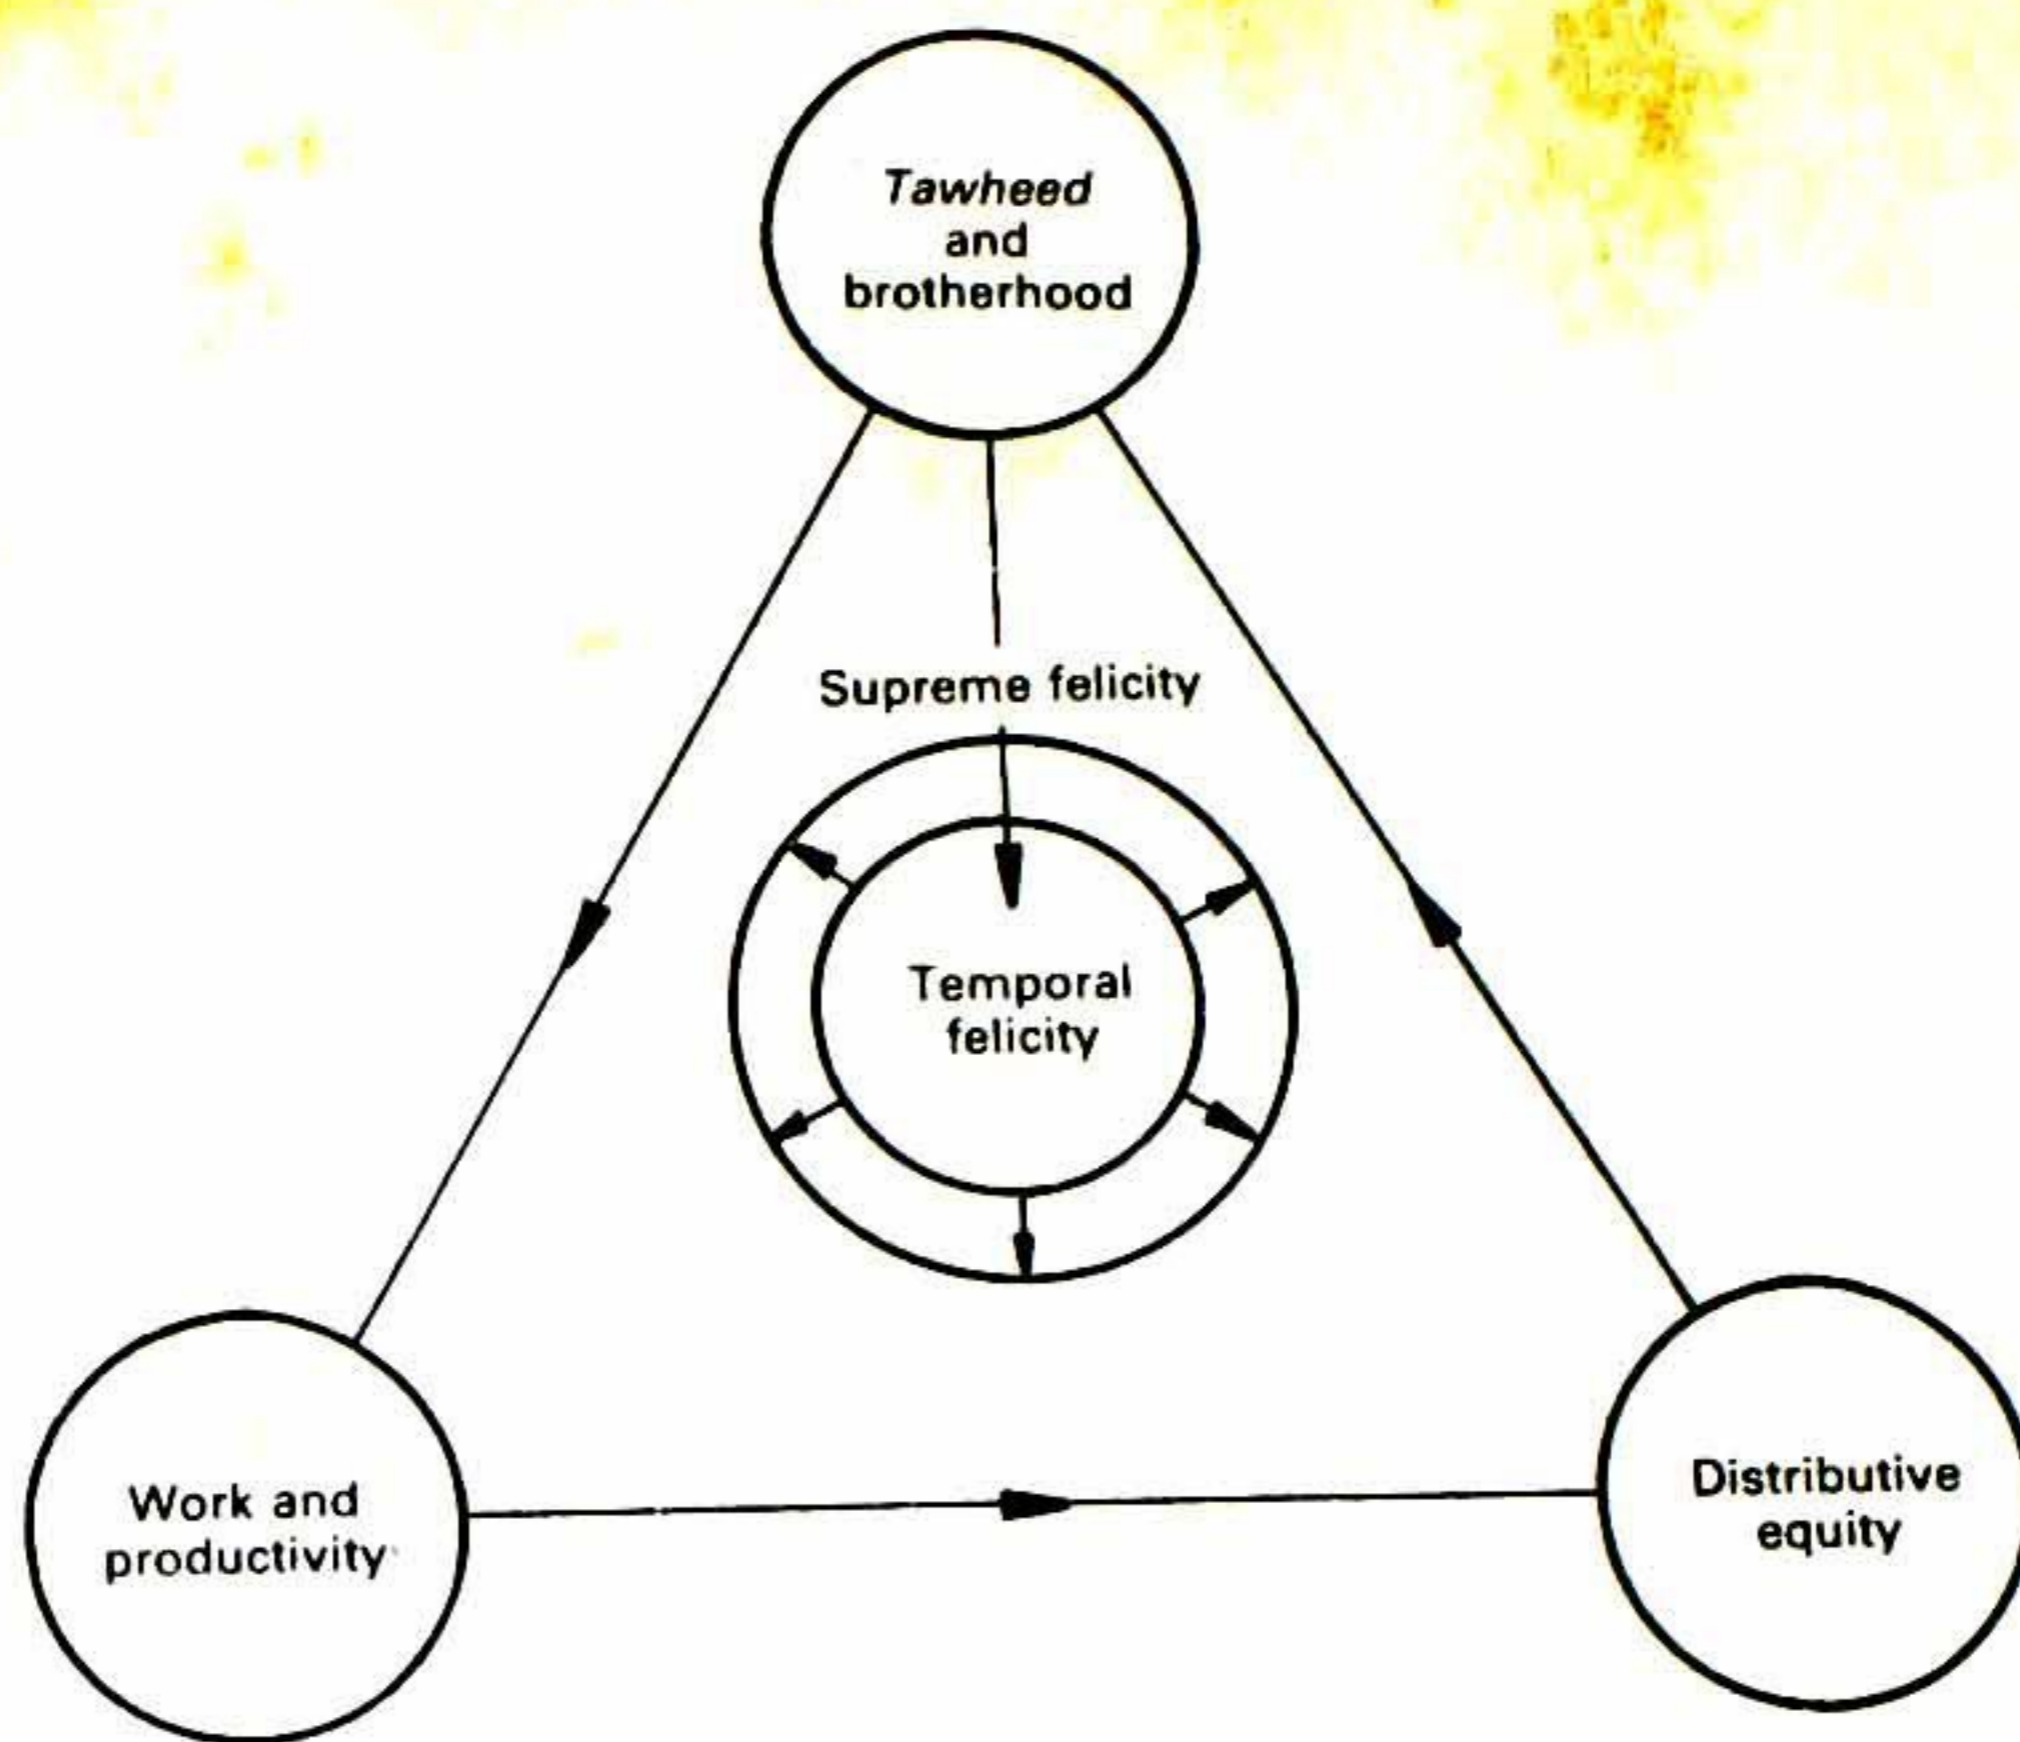 Tawheed
and
brotherhood
Supreme felicity
Temporal
felicity
Work and
productivity
Distributive
equity